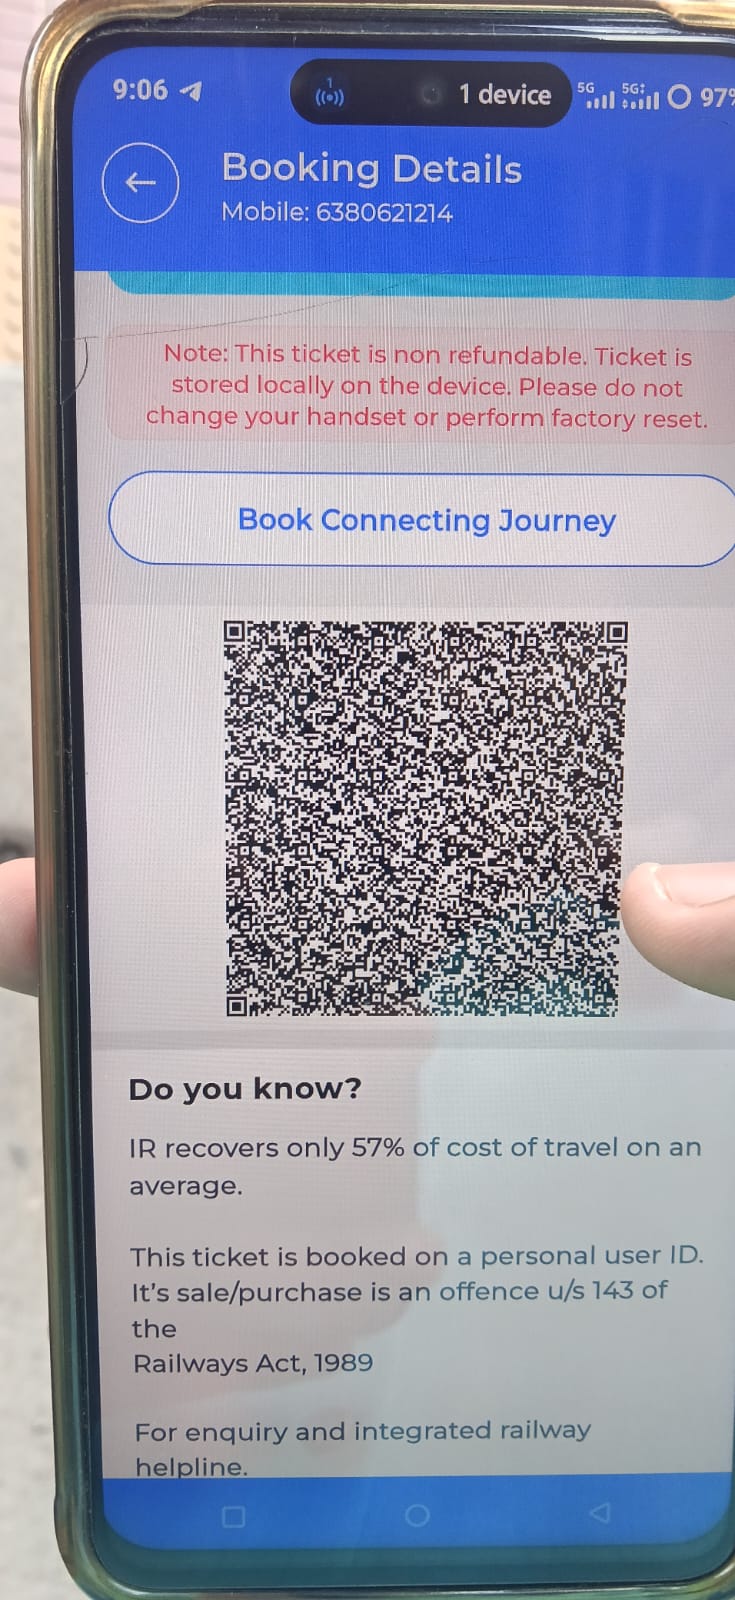 9:06
1
1 device
5G
5G
97%
Booking Details
Mobile: 6380621214
Note: This ticket is non refundable. Ticket is
stored locally on the device. Please do not
change your handset or perform factory reset.
Book Connecting Journey
Do you know?
IR recovers only 57% of cost of travel on an
average.
This ticket is booked on a personal user ID.
It's sale/purchase is an offence u/s 143 of
the
Railways Act, 1989
For enquiry and integrated railway
helpline.